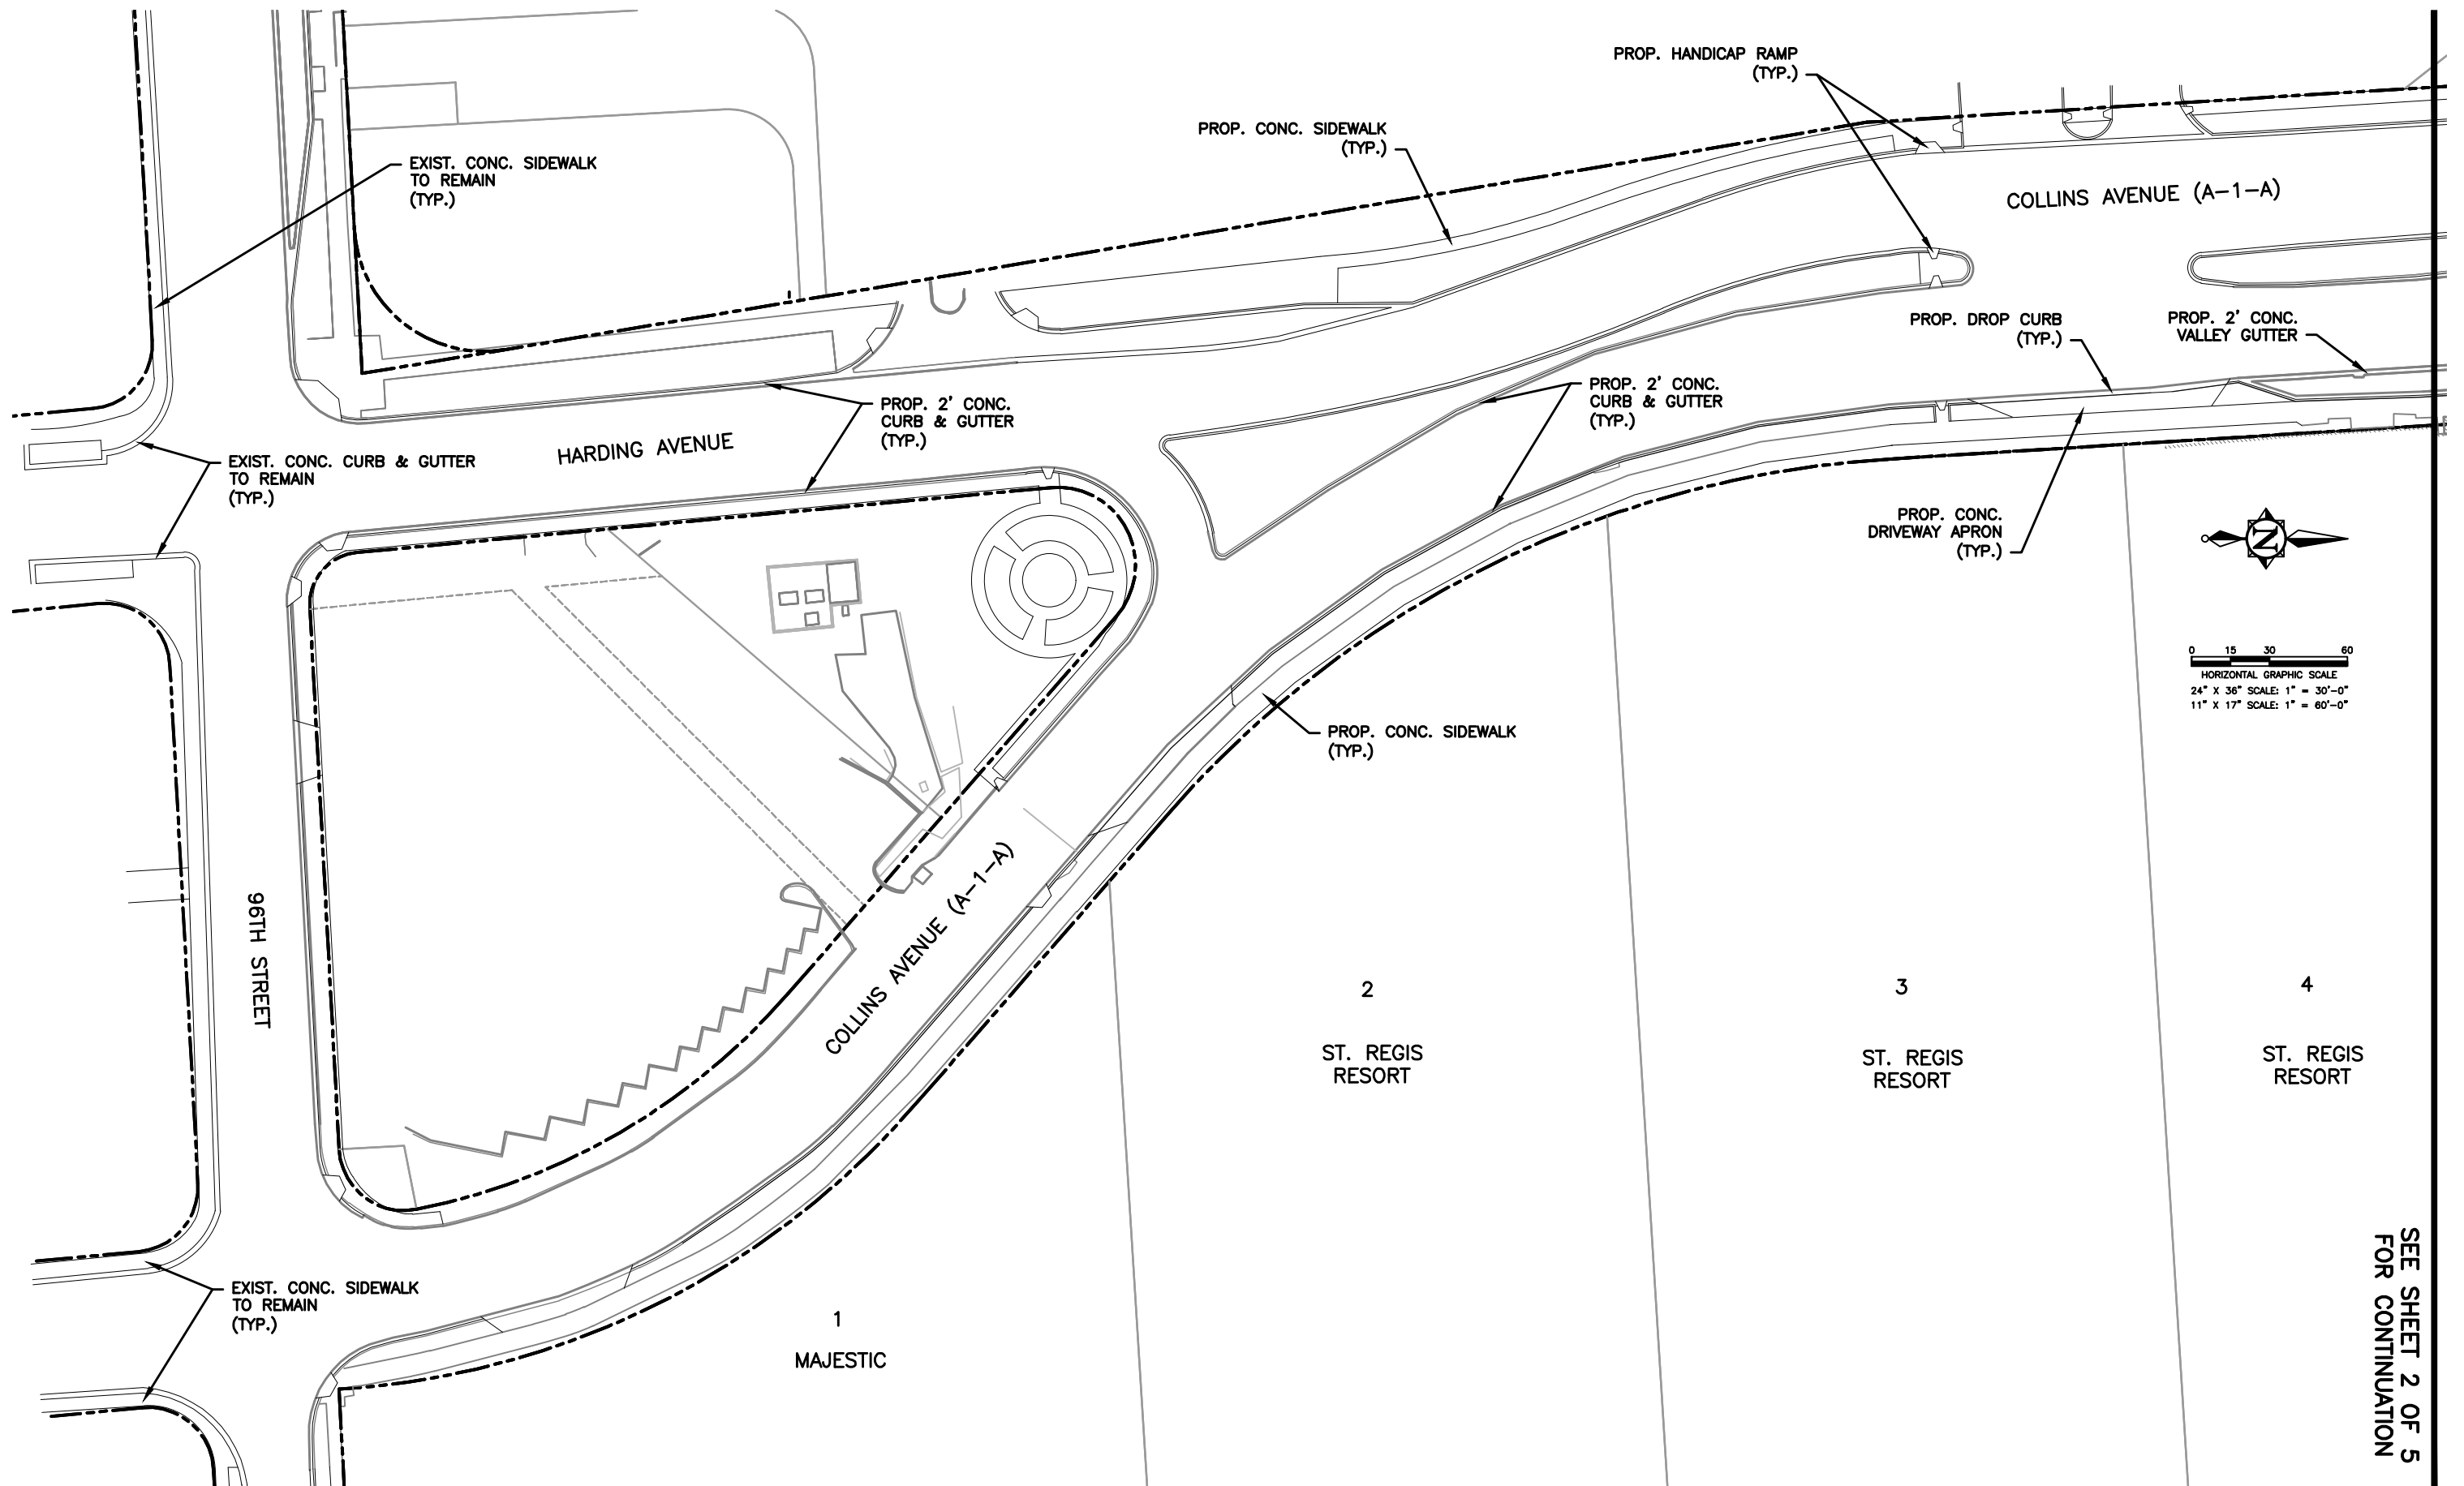 PROP. HANDICAP RAMP
(TYP.)
PROP. CONC. SIDEWALK
(TYP.)
EXIST. CONC. SIDEWALK
TO REMAIN
(TYP.)
COLLINS AVENUE (A-1-A)
PROP. DROP CURB
(TYP.)
PROP. 2' CONC.
VALLEY GUTTER
PROP. 2' CONC.
CURB & GUTTER
(TYP.)
PROP. 2' CONC.
CURB & GUTTER
(TYP.)
HARDING AVENUE
EXIST. CONC. CURB & GUTTER
TO REMAIN
(TYP.)
PROP. CONC.
DRIVEWAY APRON
(TYP.)
N
0 15 30 60
HORIZONTAL GRAPHIC SCALE
24" X 36" SCALE: 1" = 30'-0"
11" X 17" SCALE: 1" = 60'-0"
PROP. CONC. SIDEWALK
(TYP.)
COLLINS AVENUE (A-1-A)
96TH STREET
2
ST. REGIS
RESORT
3
ST. REGIS
RESORT
4
ST. REGIS
RESORT
EXIST. CONC. SIDEWALK
TO REMAIN
(TYP.)
1
MAJESTIC
SEE SHEET 2 OF 5
FOR CONTINUATION